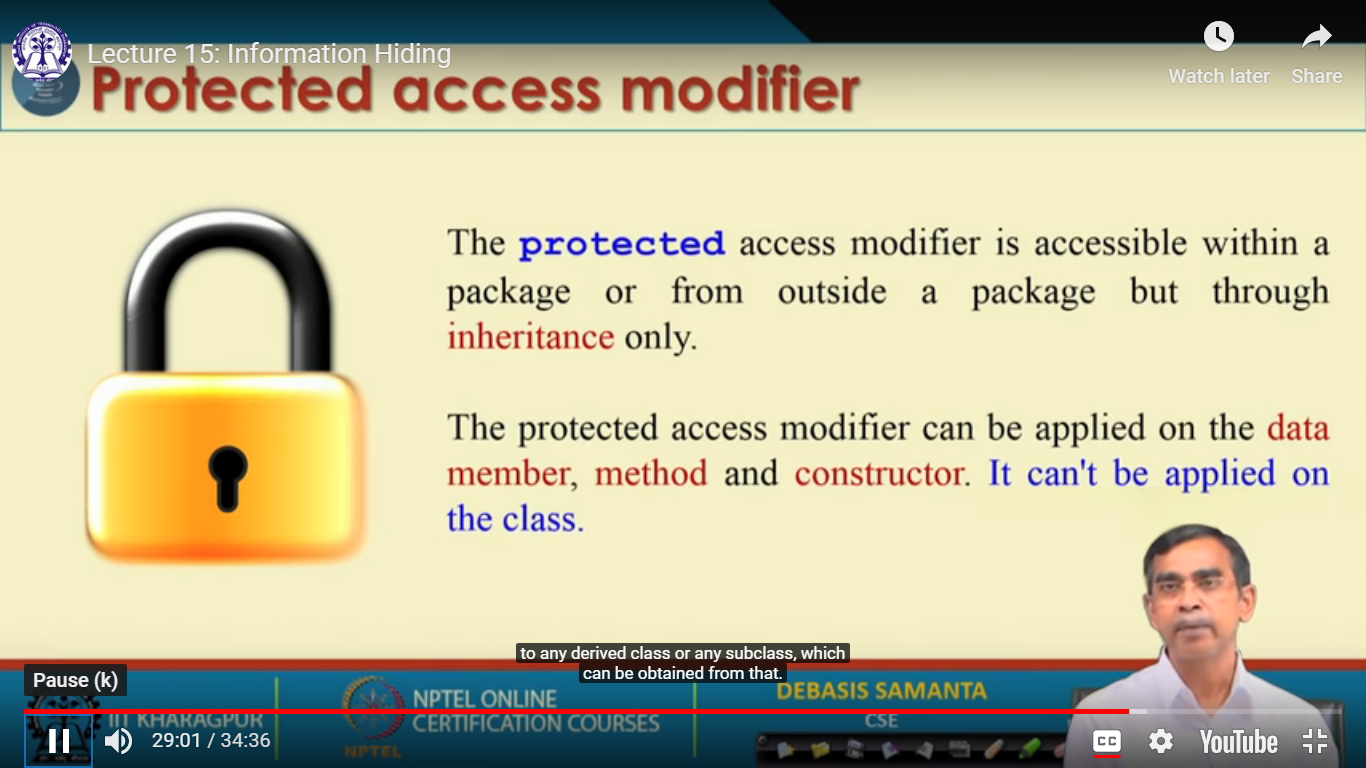 Lecture 15: Information Hiding
Watch later
Share
Protected access modifier
The protected access modifier is accessible within a
package or from outside a package but through
inheritance only.
The protected access modifier can be applied on the data
member, method and constructor. It can't be applied on
the class.
to any derived class or any subclass, which
can be obtained from that.
Pause (k)
IIT KHARAGPUR
NPTEL
NPTEL ONLINE
CERTIFICATION COURSES
DEBASIS SAMANTA
CSE
29:01 / 34:36
CC
YouTube